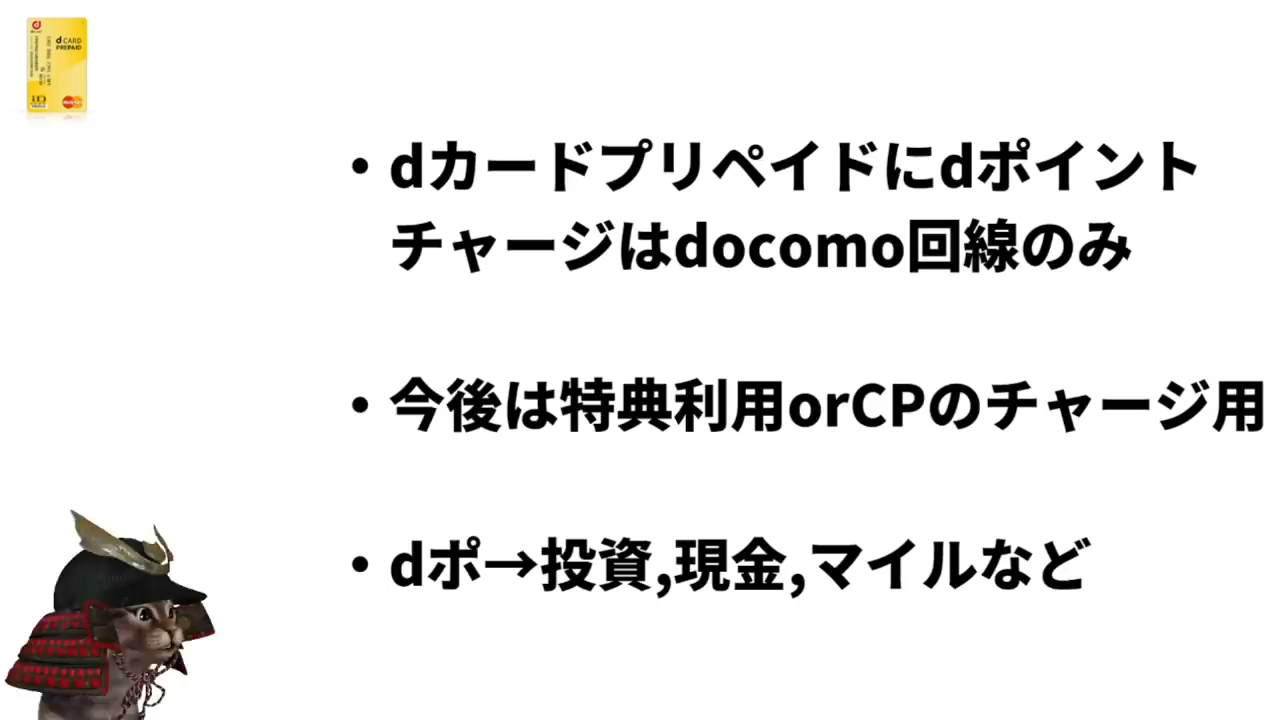 d CARD
PREPAID
・dカードプリペイドにdポイント
チャージはdocomo回線のみ
・今後は特典利用orCPのチャージ用
・dポ→投資,現金,マイルなど